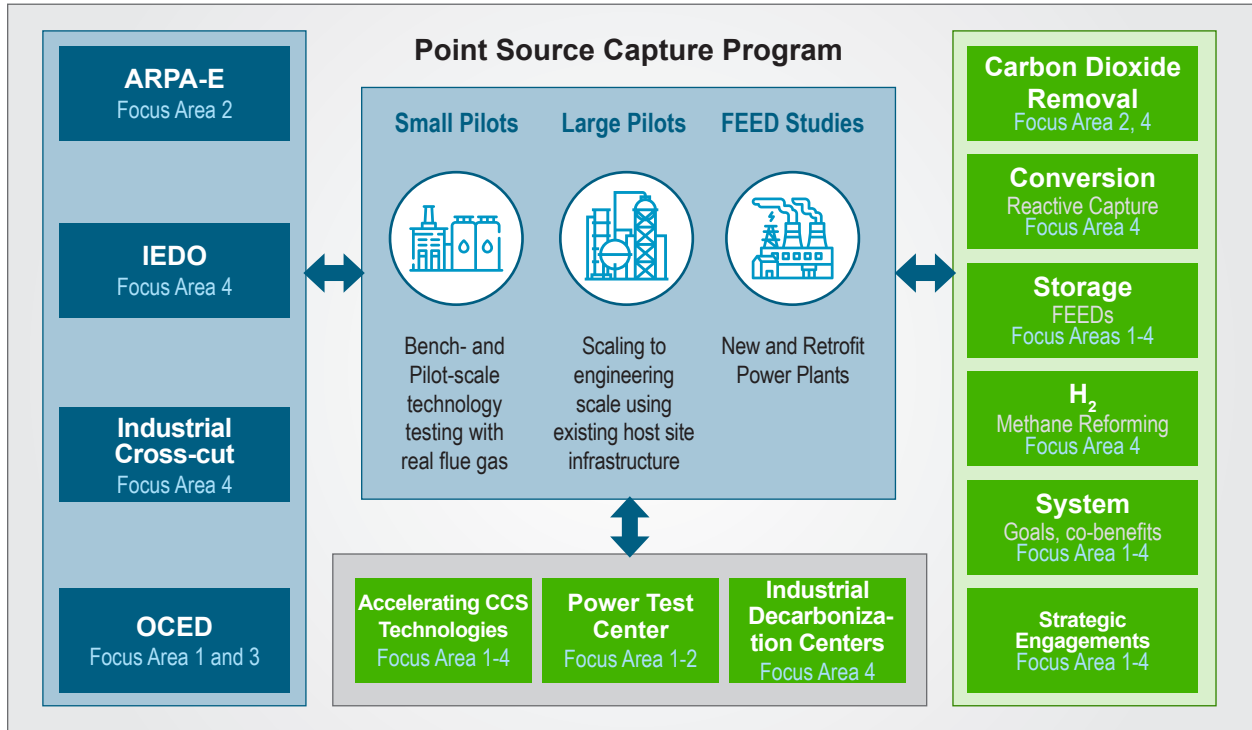 Point Source Capture Program
ARPA-E
Focus Area 2
IEDO
Focus Area 4
Industrial
Cross-cut
Focus Area 4
OCED
Focus Area 1 and 3
Small Pilots
Bench- and
Pilot-scale
technology
testing with
real flue gas
Large Pilots
Scaling to
engineering
scale using
existing host site
infrastructure
FEED Studies
New and Retrofit
Power Plants
Accelerating CCS
Technologies
Focus Area 1-4
Power Test
Center
Focus Area 1-2
Industrial
Decarboniza-
tion Centers
Focus Area 4
Carbon Dioxide
Removal
Focus Area 2, 4
Conversion
Reactive Capture
Focus Area 4
Storage
FEEDs
Focus Areas 1-4
H₂
Methane Reforming
Focus Area 4
System
Goals, co-benefits
Focus Area 1-4
Strategic
Engagements
Focus Area 1-4